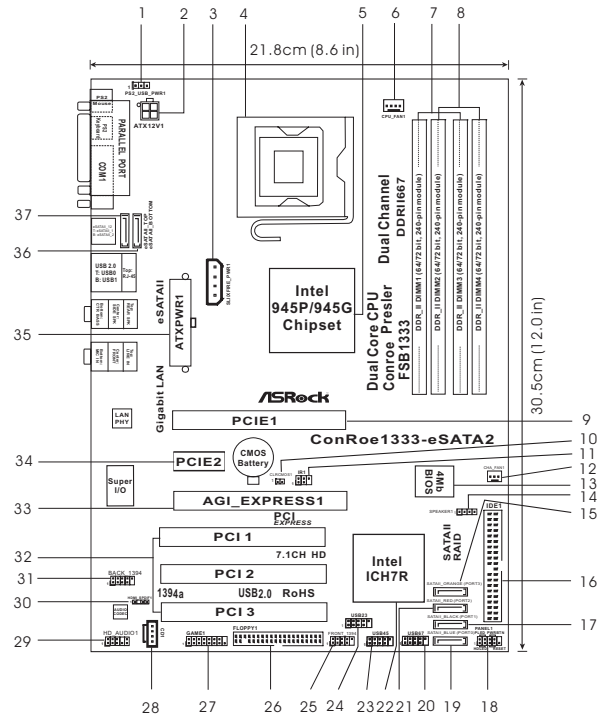 1
2
3
4
5
6
7
8
21.8cm (8.6 in)
30.5cm (12.0 in)
PS2_USB_PWR1
ATX12V1
CPU_FAN1
PS2
Mouse
PS2
Keyboard
PARALLEL PORT
COM1
37
36
35
34
33
32
31
30
29
eSATAII_TOP
eSATAII_BOTTOM
USB 2.0
T: USB0
B: USB1
Top:
RJ-45
SLI/XFIRE_PWR1
ATXPWR1
eSATAII
Gigabit LAN
Intel
945P/945G
Chipset
Dual Core CPU
Conroe Presler
FSB1333
Dual Channel
DDRII667
DDR_II DIMM1 (64/72 bit, 240-pin module)
DDR_II DIMM2 (64/72 bit, 240-pin module)
DDR_II DIMM3 (64/72 bit, 240-pin module)
DDR_II DIMM4 (64/72 bit, 240-pin module)
ASRock
LAN
PHY
PCIE1
ConRoe1333-eSATA2
PCIE2
CMOS
Battery
CLRCMOS1
IR1
4Mb
BIOS
CHA_FAN1
Super
I/O
AGI_EXPRESS1
PCI
EXPRESS
SPEAKER1
IDE1
PCI 1
7.1CH HD
SATAII
RAID
Intel
ICH7R
BACK_1394
PCI 2
1394a
USB2.0
RoHS
SATAII_ORANGE (PORT3)
SATAII_RED (PORT2)
SATAII_BLACK (PORT1)
SATAII_BLUE (PORT0)
HDMI_SPDIF1
AUDIO
CODEC
PCI 3
CD1
HD_AUDIO1
GAME1
FLOPPY1
FRONT_1394
USB23
USB45
USB67
PANEL1
PLED PWRBTN
HDLED RESET
9
10
11
12
13
14
15
16
17
18
19
20
21
22
23
24
25
26
27
28